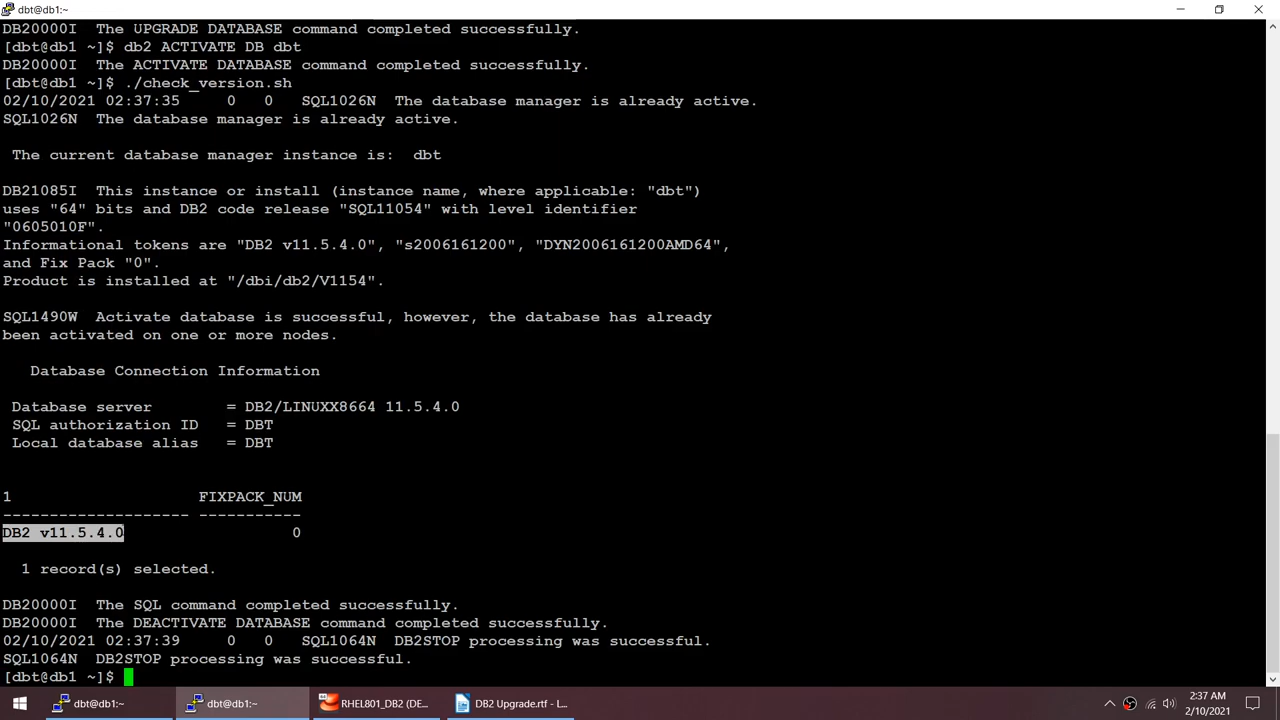 dbt@db1:~
DB20000I  The UPGRADE DATABASE command completed successfully.
[dbt@db1 ~]$ db2 ACTIVATE DB dbt
DB20000I  The ACTIVATE DATABASE command completed successfully.
[dbt@db1 ~]$ ./check_version.sh
02/10/2021 02:37:35     0   0   SQL1026N  The database manager is already active.
SQL1026N  The database manager is already active.
 The current database manager instance is:  dbt
DB21085I  This instance or install (instance name, where applicable: "dbt")
uses "64" bits and DB2 code release "SQL11054" with level identifier
"0605010F".
Informational tokens are "DB2 v11.5.4.0", "s2006161200", "DYN2006161200AMD64",
and Fix Pack "0".
Product is installed at "/dbi/db2/V1154".
SQL1490W  Activate database is successful, however, the database has already
been activated on one or more nodes.
   Database Connection Information
 Database server        = DB2/LINUXX8664 11.5.4.0
 SQL authorization ID   = DBT
 Local database alias   = DBT
1                    FIXPACK_NUM
-------------------- -----------
DB2 v11.5.4.0                  0
  1 record(s) selected.
DB20000I  The SQL command completed successfully.
DB20000I  The DEACTIVATE DATABASE command completed successfully.
02/10/2021 02:37:39     0   0   SQL1064N  DB2STOP processing was successful.
SQL1064N  DB2STOP processing was successful.
[dbt@db1 ~]$
dbt@db1:~ dbt@db1:~ RHEL801_DB2 (DE... DB2 Upgrade.rtf - L... 2:37 AM
2/10/2021